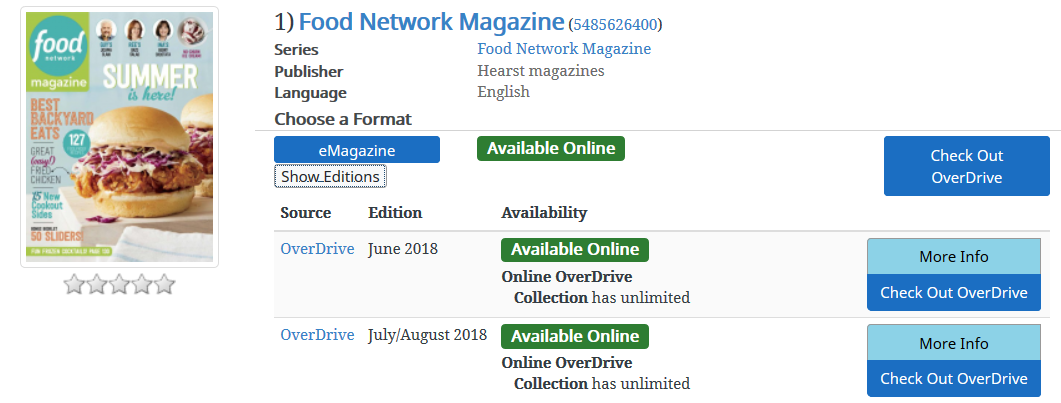 food
network
magazine
SUMMER
is here!
BEST
BACKYARD
EATS
127
GREAT
(easy!)
FRIED
CHICKEN
15 New
Cookout
Sides
50 SLIDERS!
1) Food Network Magazine (5485626400)
Series Food Network Magazine
Publisher Hearst magazines
Language English
Choose a Format
eMagazine Available Online Check Out
OverDrive
Show Editions
Source Edition Availability
OverDrive June 2018 Available Online More Info
Online OverDrive
Collection has unlimited Check Out OverDrive
OverDrive July/August 2018 Available Online More Info
Online OverDrive
Collection has unlimited Check Out OverDrive